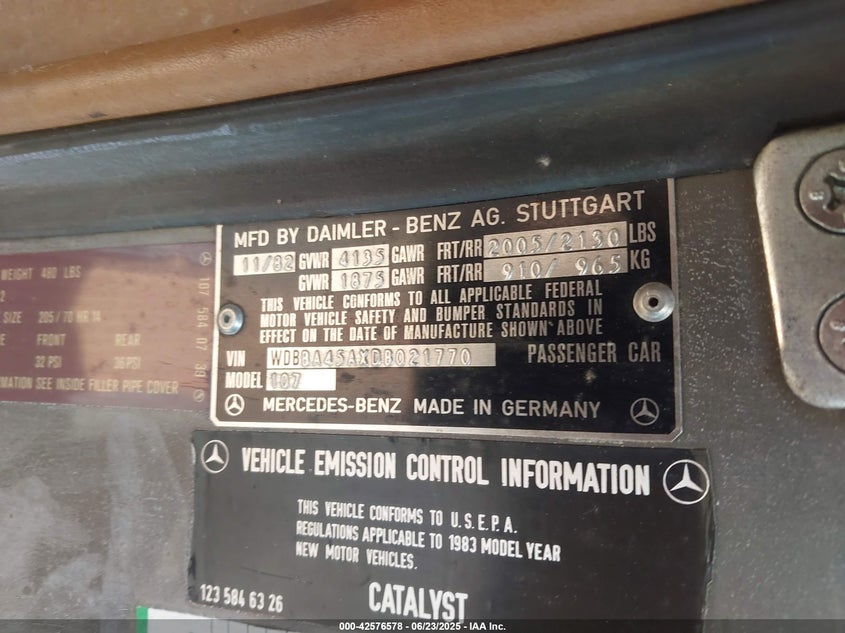 MFD BY DAIMLER - BENZ AG. STUTTGART
11/82 GVWR 4135 GAWR FRT/RR 2005/2130 LBS
GVWR 1875 GAWR FRT/RR 910/ 965 KG
THIS VEHICLE CONFORMS TO ALL APPLICABLE FEDERAL
MOTOR VEHICLE SAFETY AND BUMPER STANDARDS IN
EFFECT ON THE DATE OF MANUFACTURE SHOWN ABOVE
VIN WDBBA45AXDB021770 PASSENGER CAR
MODEL 107
MERCEDES-BENZ MADE IN GERMANY
WEIGHT 480 LBS
2
SIZE 205/70 HR 14
FRONT REAR
32 PSI 36 PSI
MATION SEE INSIDE FILLER PIPE COVER
107 584 07 39
VEHICLE EMISSION CONTROL INFORMATION
THIS VEHICLE CONFORMS TO U.S.E.P.A.
REGULATIONS APPLICABLE TO 1983 MODEL YEAR
NEW MOTOR VEHICLES.
123 584 63 26 CATALYST
000-42576578 - 06/23/2025 - IAA Inc.